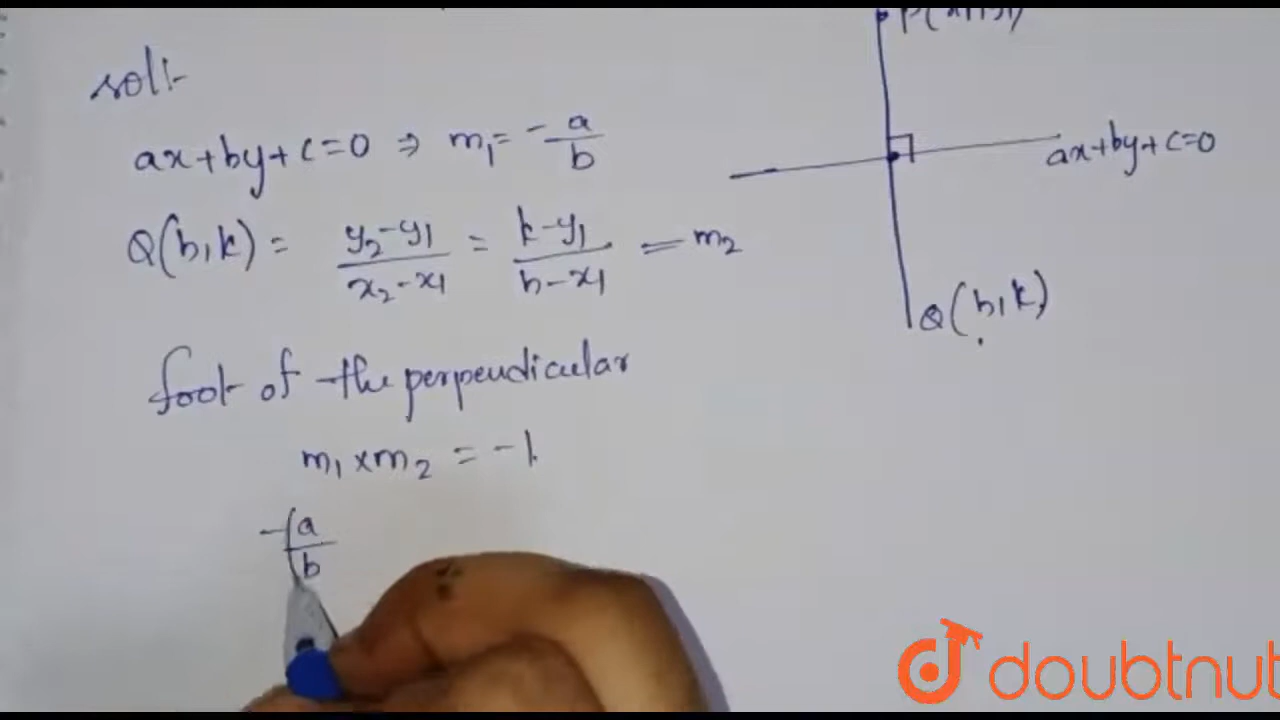 sol:-
ax+by+c=0 ⇒ m₁= -a/b
Q(h,k) = y₂-y₁/x₂-x₁ = k-y₁/h-x₁ = m₂
foot of the perpendicular
m₁ × m₂ = -1.
-(a/b
ax+by+c=0
Q(h,k)
doubtnut